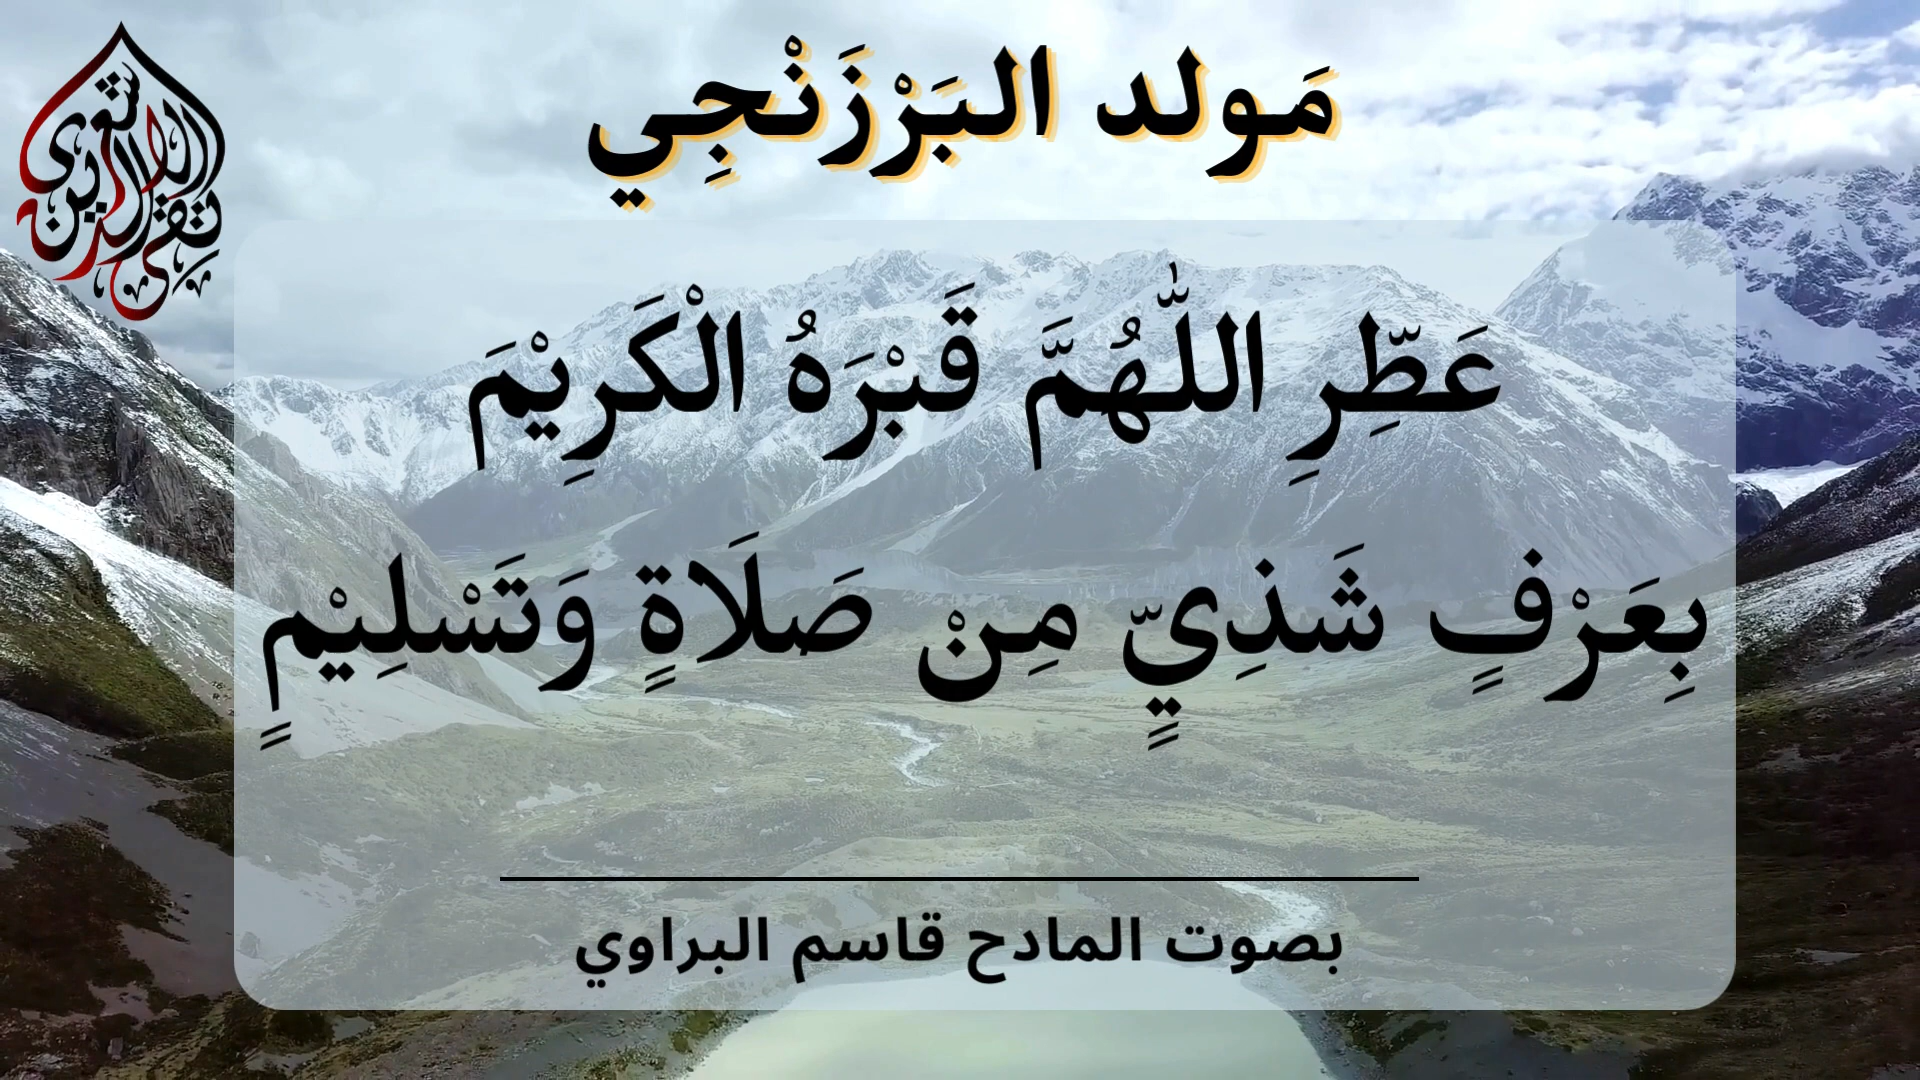 مَولد البَرْزَنْجِي
عَطِّرِ اللّٰهُمَّ قَبْرَهُ الْكَرِيْمَ
بِعَرْفٍ شَذِيٍّ مِنْ صَلَاةٍ وَتَسْلِيْمٍ
بصوت المادح قاسم البراوي